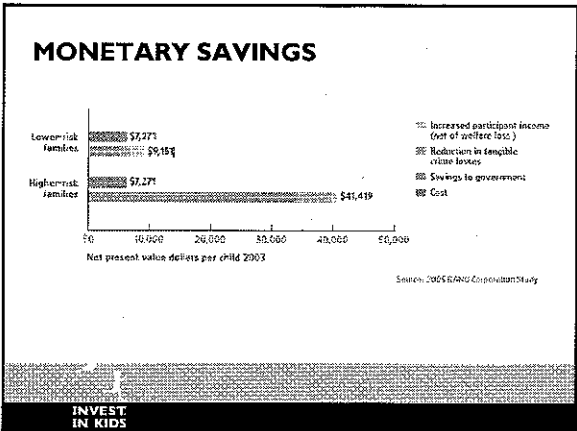 MONETARY SAVINGS
Lower-risk
families
$7,271
$9,151
Higher-risk
families
$7,271
$41,419
$0
10,000
20,000
30,000
40,000
50,000
Net present value dollars per child 2003
Increased participant income
(net of welfare loss)
Reduction in tangible
crime losses
Savings to government
Cost
Source: 2005 RAND Corporation Study
INVEST
IN KIDS